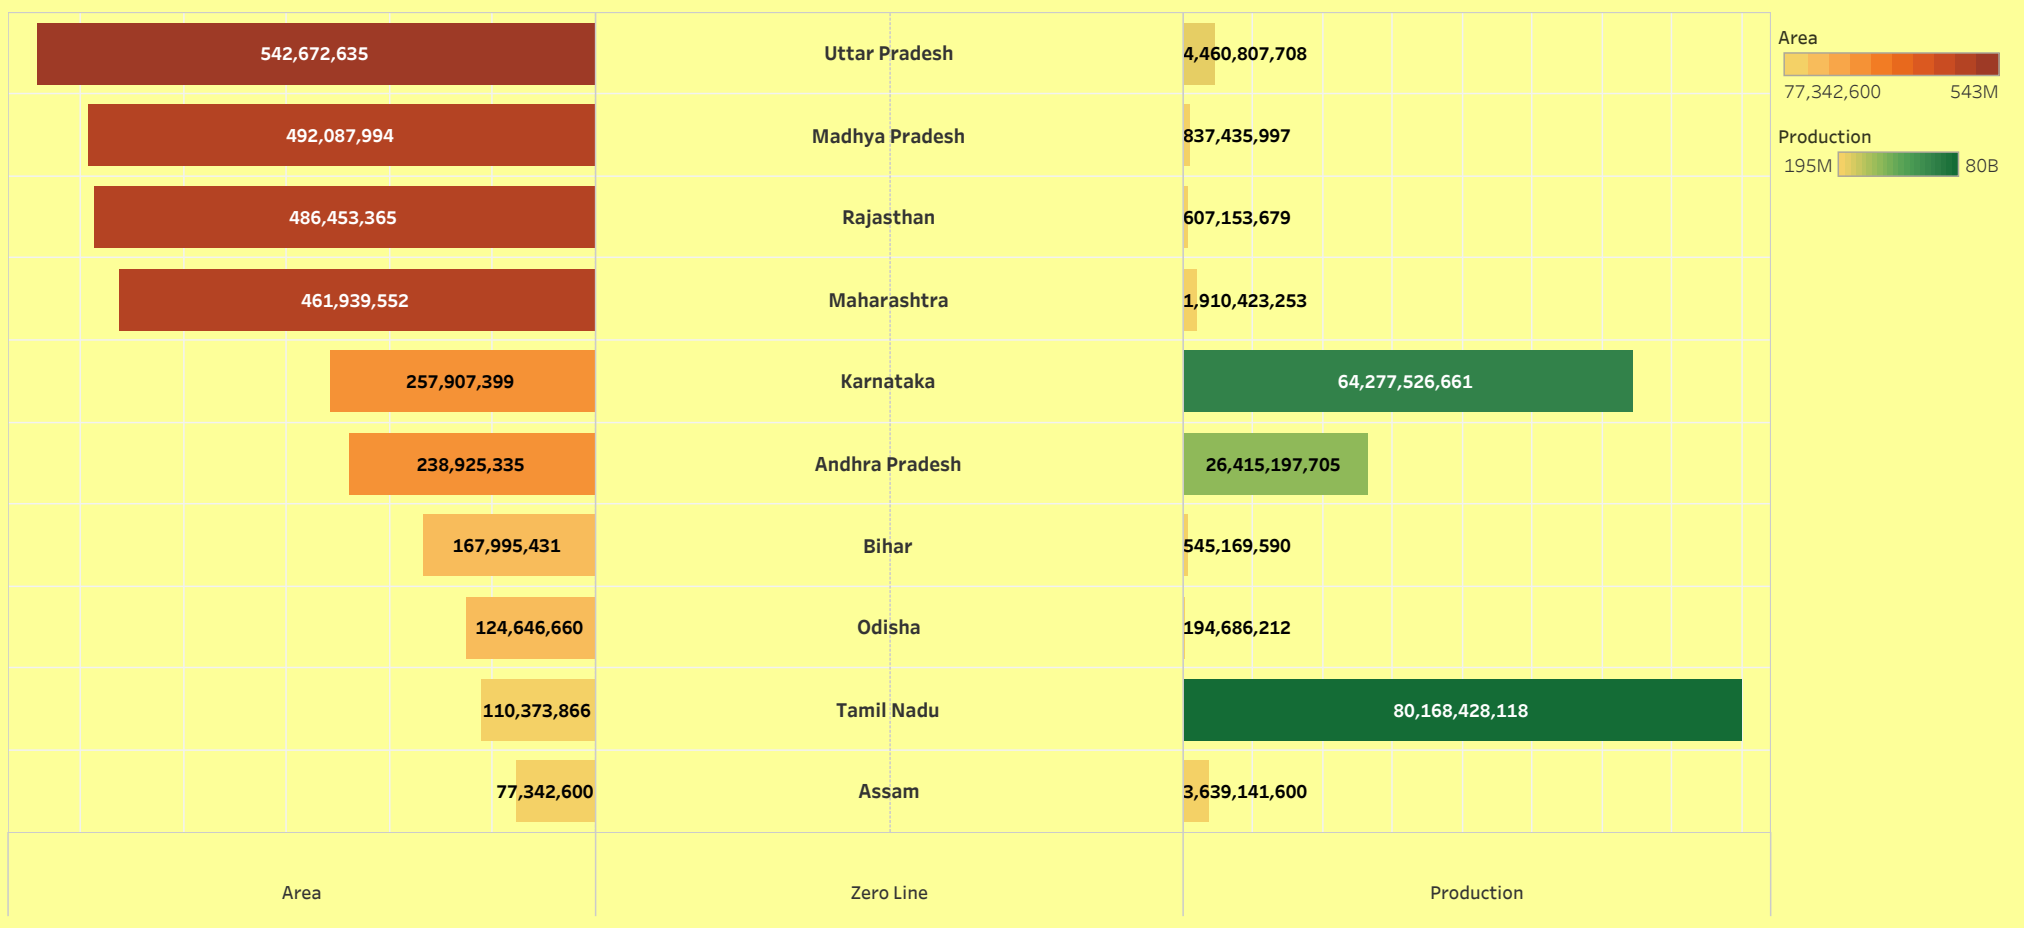 542,672,635 Uttar Pradesh 4,460,807,708
492,087,994 Madhya Pradesh 837,435,997
486,453,365 Rajasthan 607,153,679
461,939,552 Maharashtra 1,910,423,253
257,907,399 Karnataka 64,277,526,661
238,925,335 Andhra Pradesh 26,415,197,705
167,995,431 Bihar 545,169,590
124,646,660 Odisha 194,686,212
110,373,866 Tamil Nadu 80,168,428,118
77,342,600 Assam 3,639,141,600
Area Zero Line Production
Area
77,342,600 543M
Production
195M 80B